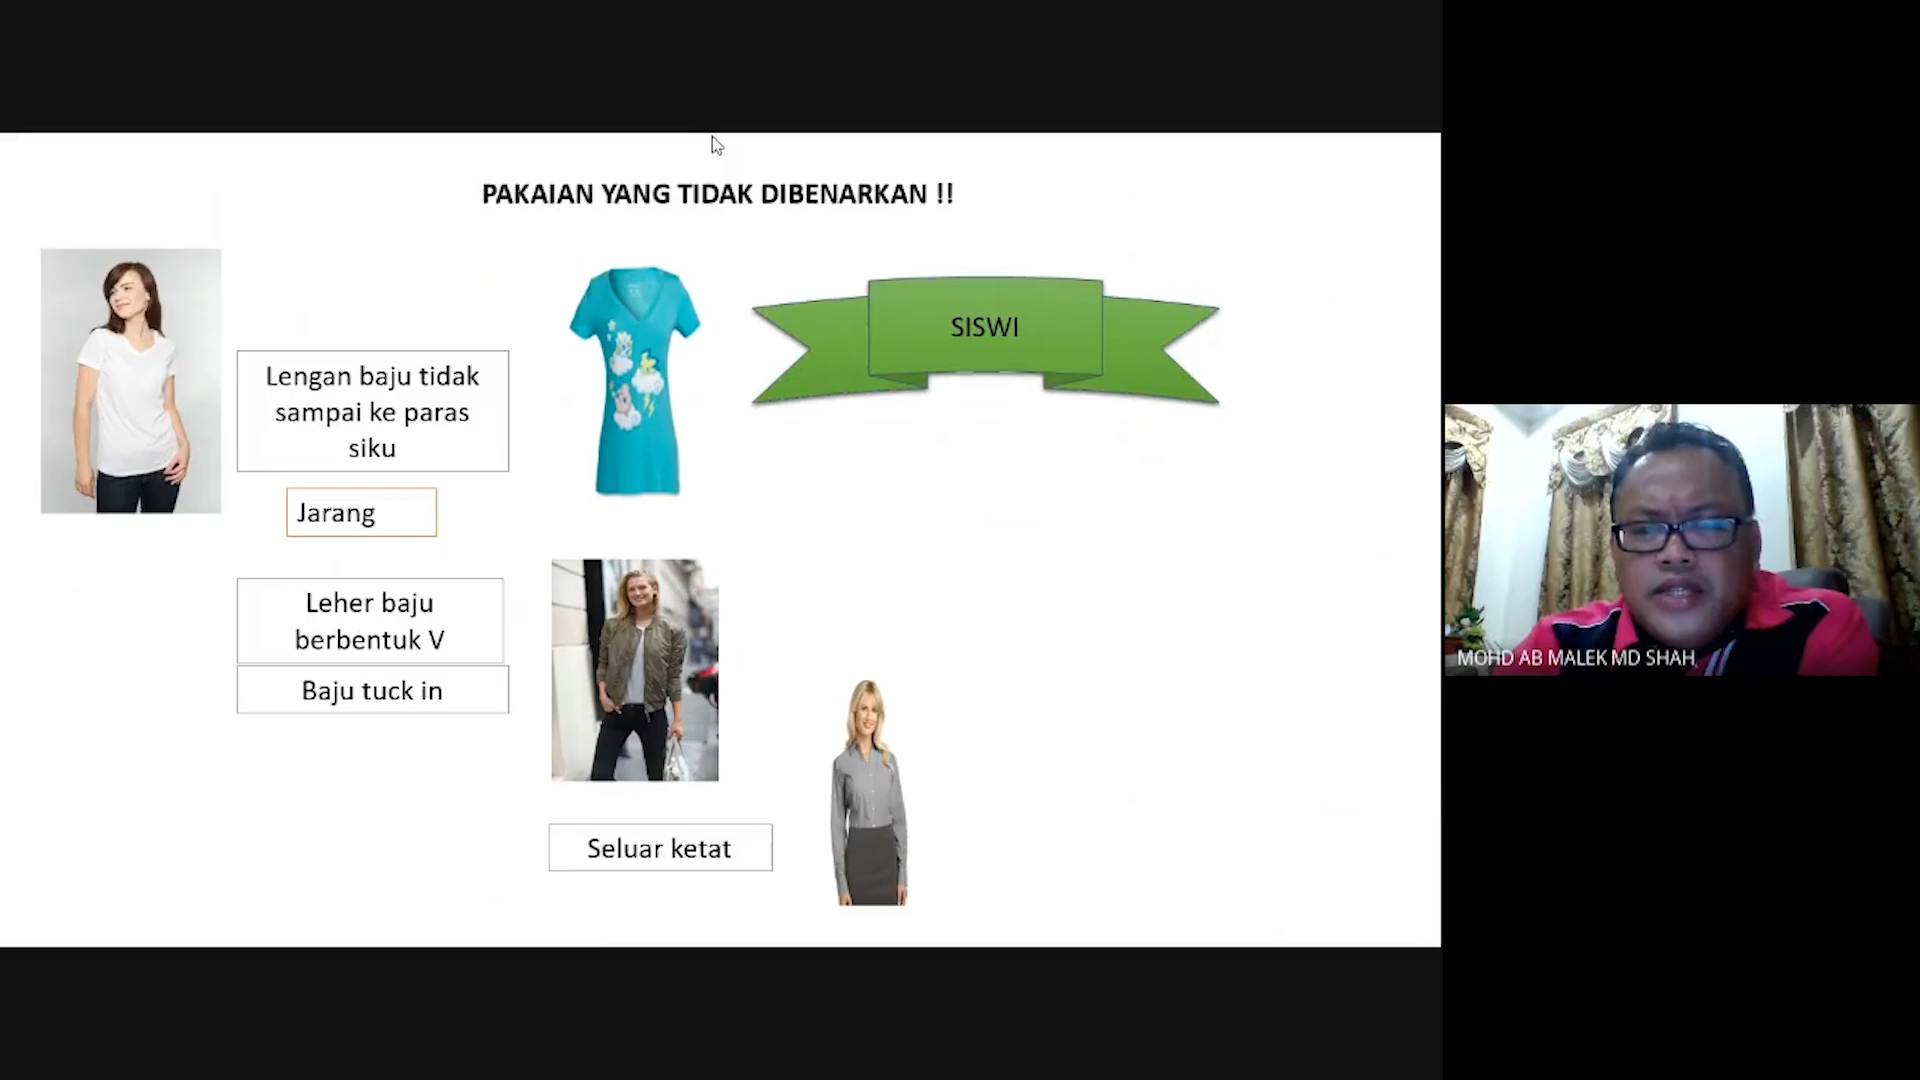 PAKAIAN YANG TIDAK DIBENARKAN !!
SISWI
Lengan baju tidak
sampai ke paras
siku
Jarang
Leher baju
berbentuk V
Baju tuck in
Seluar ketat
MOHD AB MALEK MD SHAH